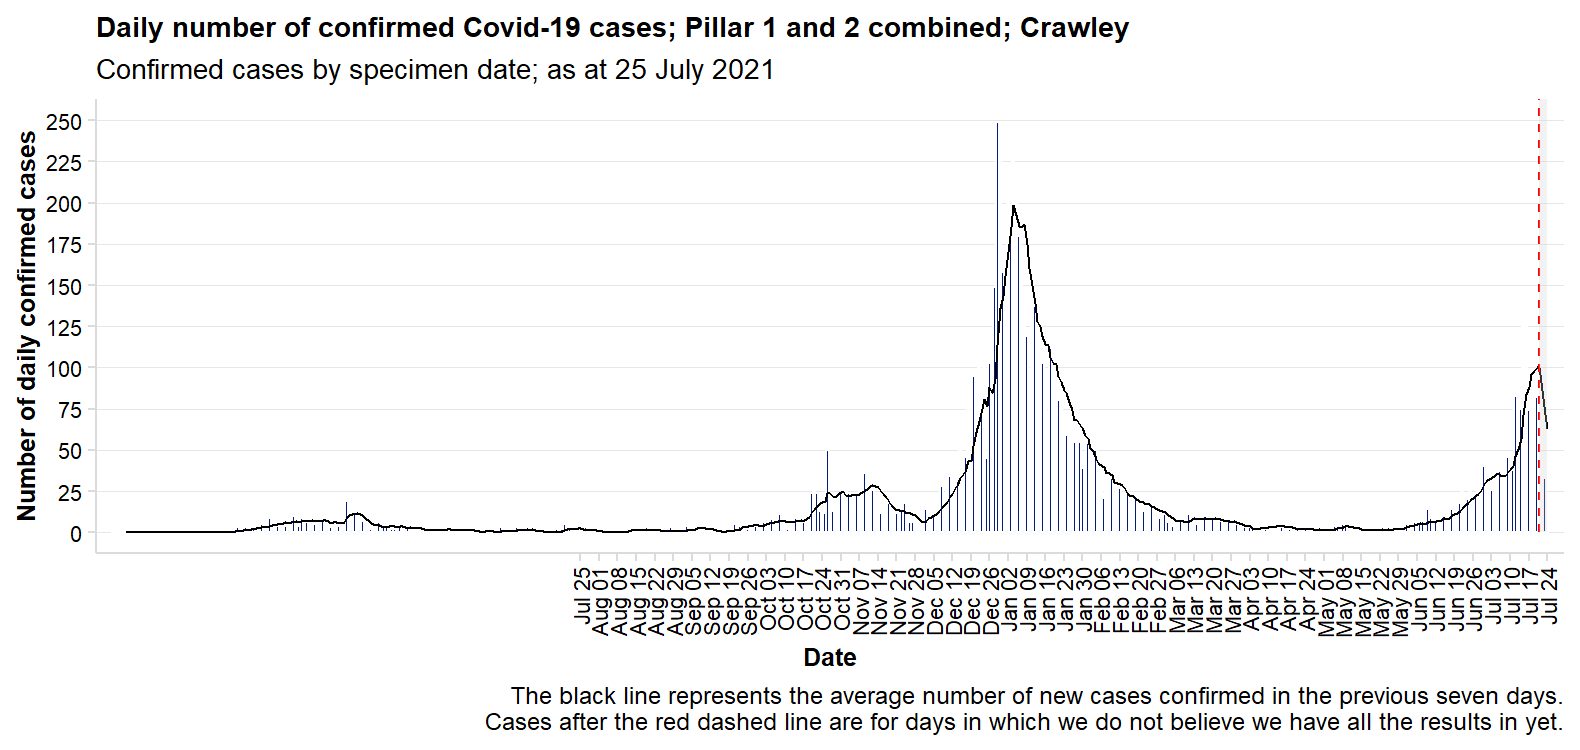 Daily number of confirmed Covid-19 cases; Pillar 1 and 2 combined; Crawley
Confirmed cases by specimen date; as at 25 July 2021
Number of daily confirmed cases
250
225
200
175
150
125
100
75
50
25
0
Jul 25
Aug 01
Aug 08
Aug 15
Aug 22
Aug 29
Sep 05
Sep 12
Sep 19
Sep 26
Oct 03
Oct 10
Oct 17
Oct 24
Oct 31
Nov 07
Nov 14
Nov 21
Nov 28
Dec 05
Dec 12
Dec 19
Dec 26
Jan 02
Jan 09
Jan 16
Jan 23
Jan 30
Feb 06
Feb 13
Feb 20
Feb 27
Mar 06
Mar 13
Mar 20
Mar 27
Apr 03
Apr 10
Apr 17
Apr 24
May 01
May 08
May 15
May 22
May 29
Jun 05
Jun 12
Jun 19
Jun 26
Jul 03
Jul 10
Jul 17
Jul 24
Date
The black line represents the average number of new cases confirmed in the previous seven days.
Cases after the red dashed line are for days in which we do not believe we have all the results in yet.